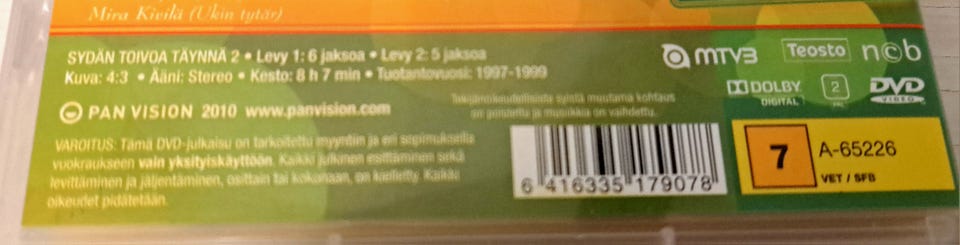 Mira Kivilä (Ukin tytär)
SYDÄN TOIVOA TÄYNNÄ 2 • Levy 1: 6 jaksoa • Levy 2: 5 jaksoa
Kuva: 4:3 • Ääni: Stereo • Kesto: 8 h 7 min • Tuotantovuosi: 1997-1999
PAN VISION 2010 www.panvision.com
Tekijänoikeudellisista syistä muutama kohtaus
on poistettu ja musiikkia on vaihdettu.
VAROITUS: Tämä DVD-julkaisu on tarkoitettu myyntiin ja eri sopimuksella
vuokraukseen vain yksityiskäyttöön. Kaikki julkinen esittäminen sekä
levittäminen ja jäljentäminen, osittain tai kokonaan, on kielletty. Kaikki
oikeudet pidätetään.
MTV3 Teosto n©b
DOLBY DIGITAL 2 PAL DVD VIDEO
6 416335 179078
7 A-65226
VET / SFB